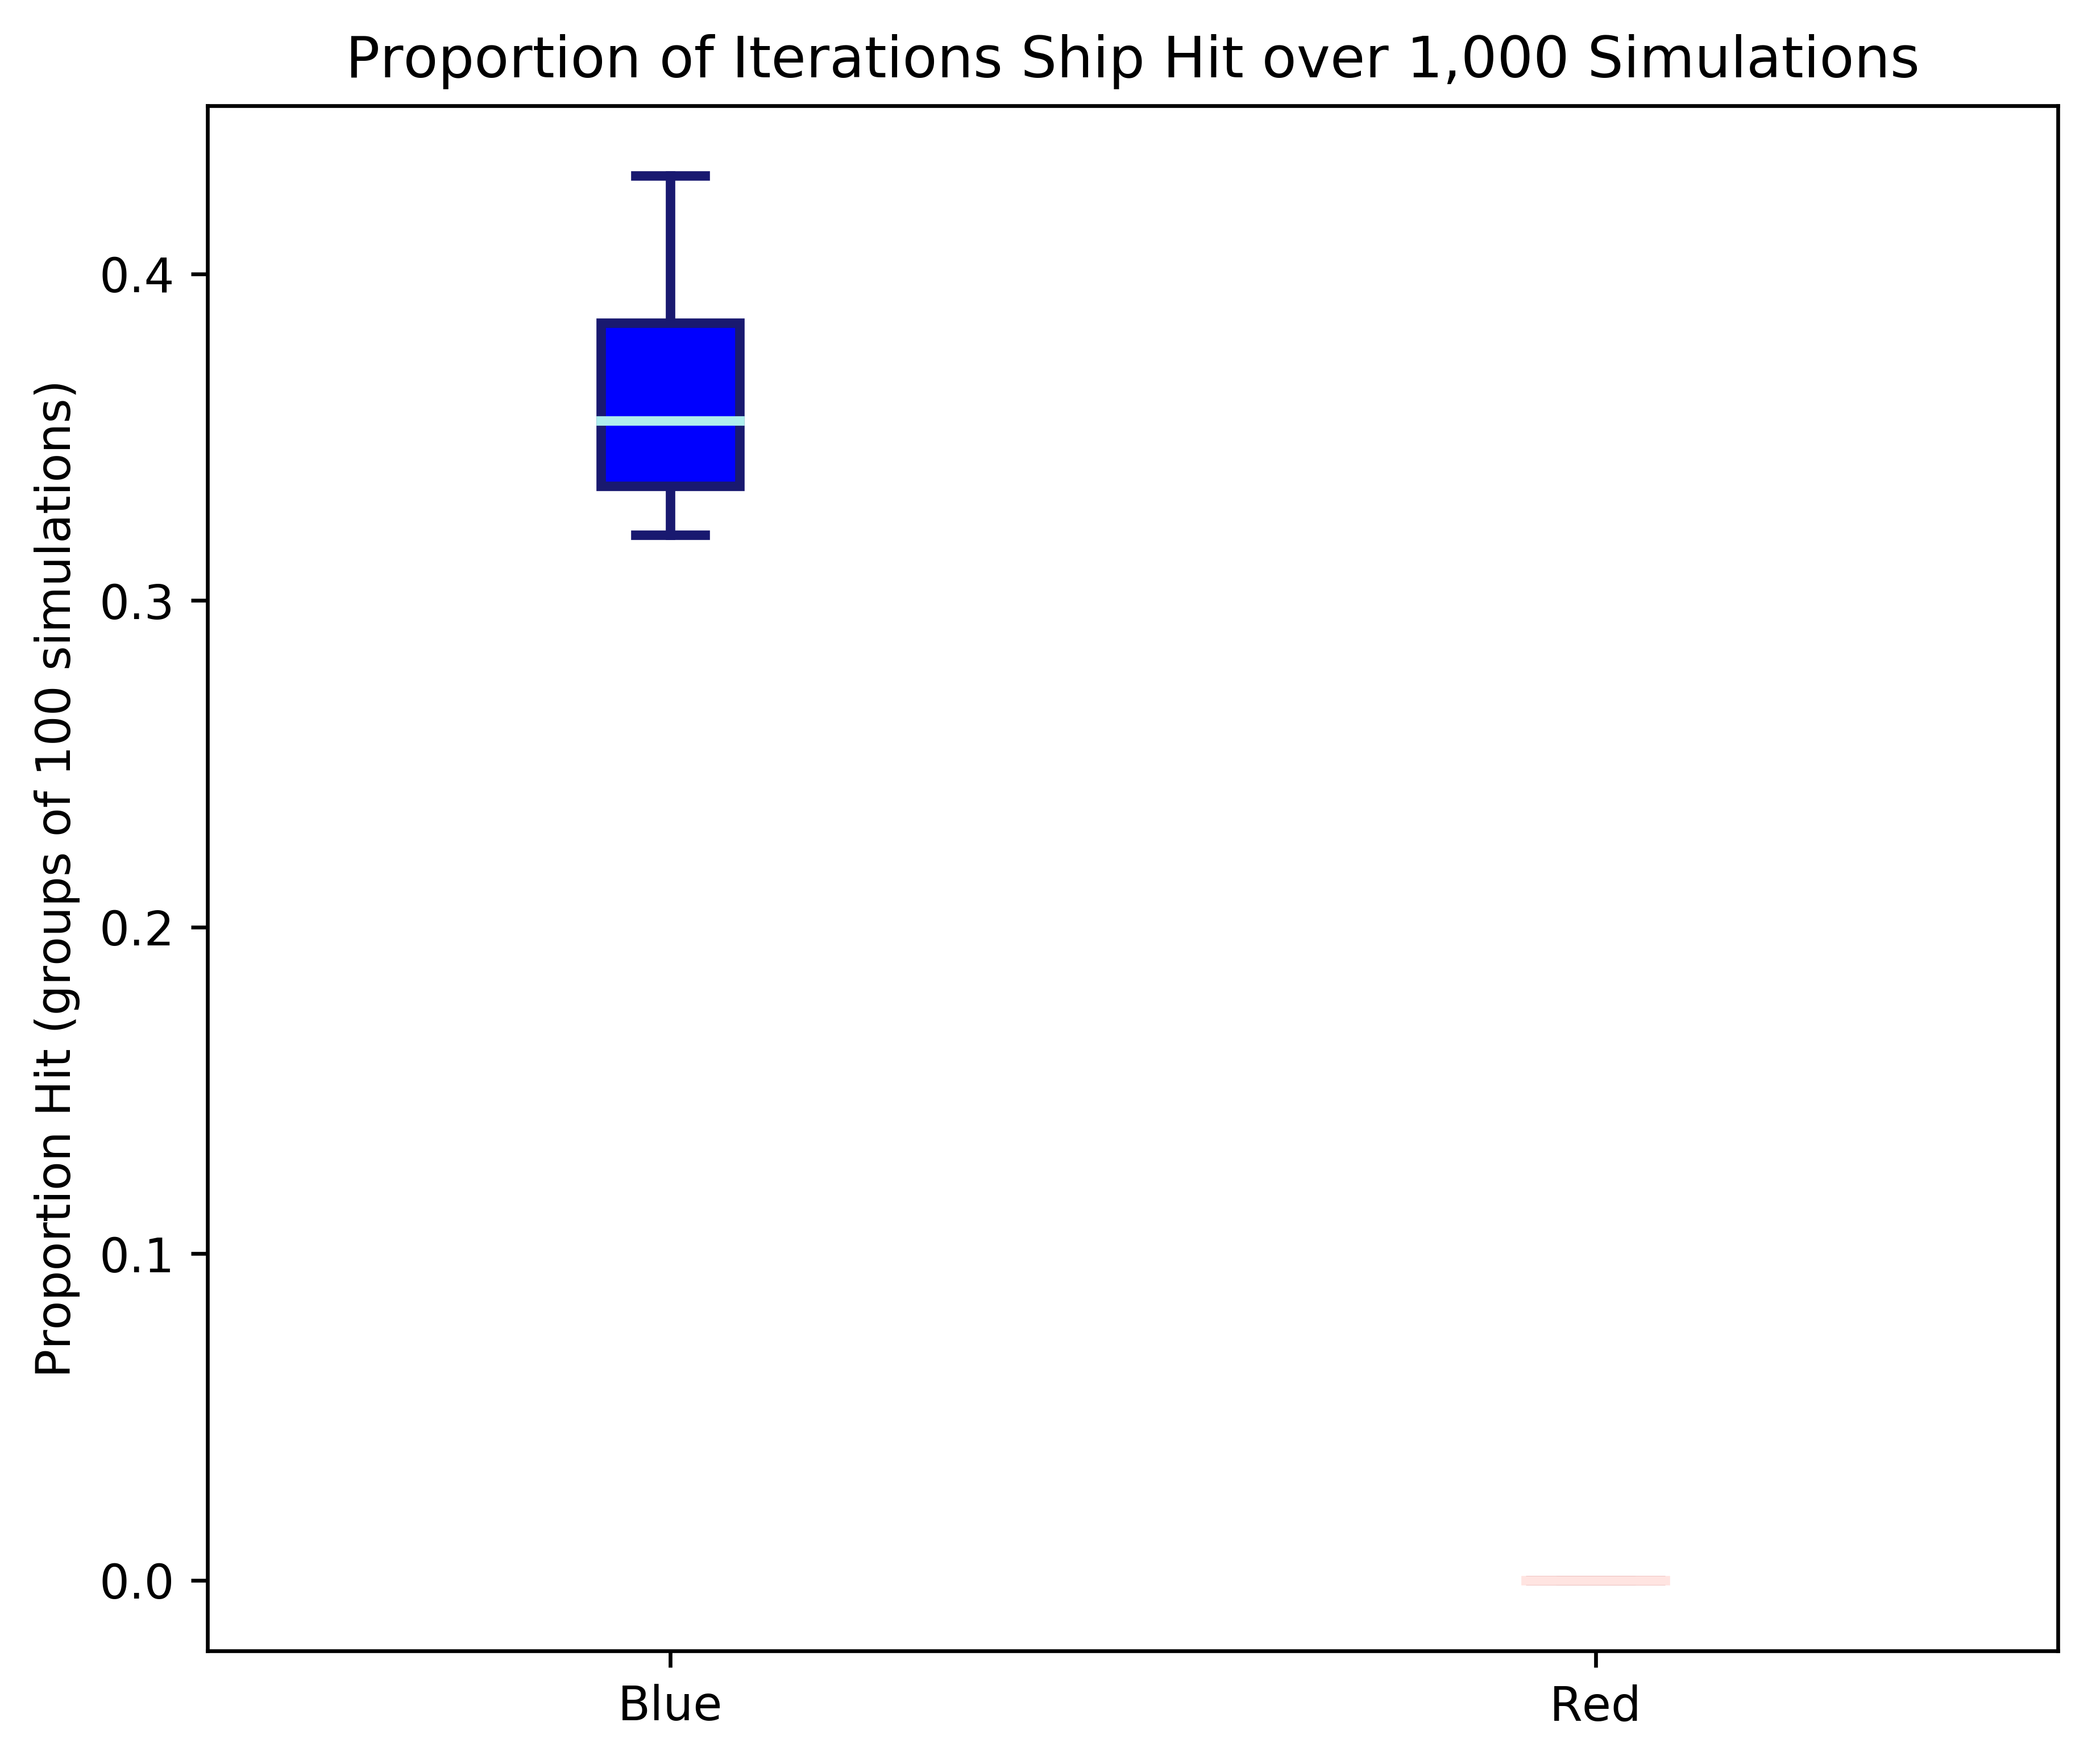 Proportion of Iterations Ship Hit over 1,000 Simulations
Proportion Hit (groups of 100 simulations)
0.4
0.3
0.2
0.1
0.0
Blue
Red